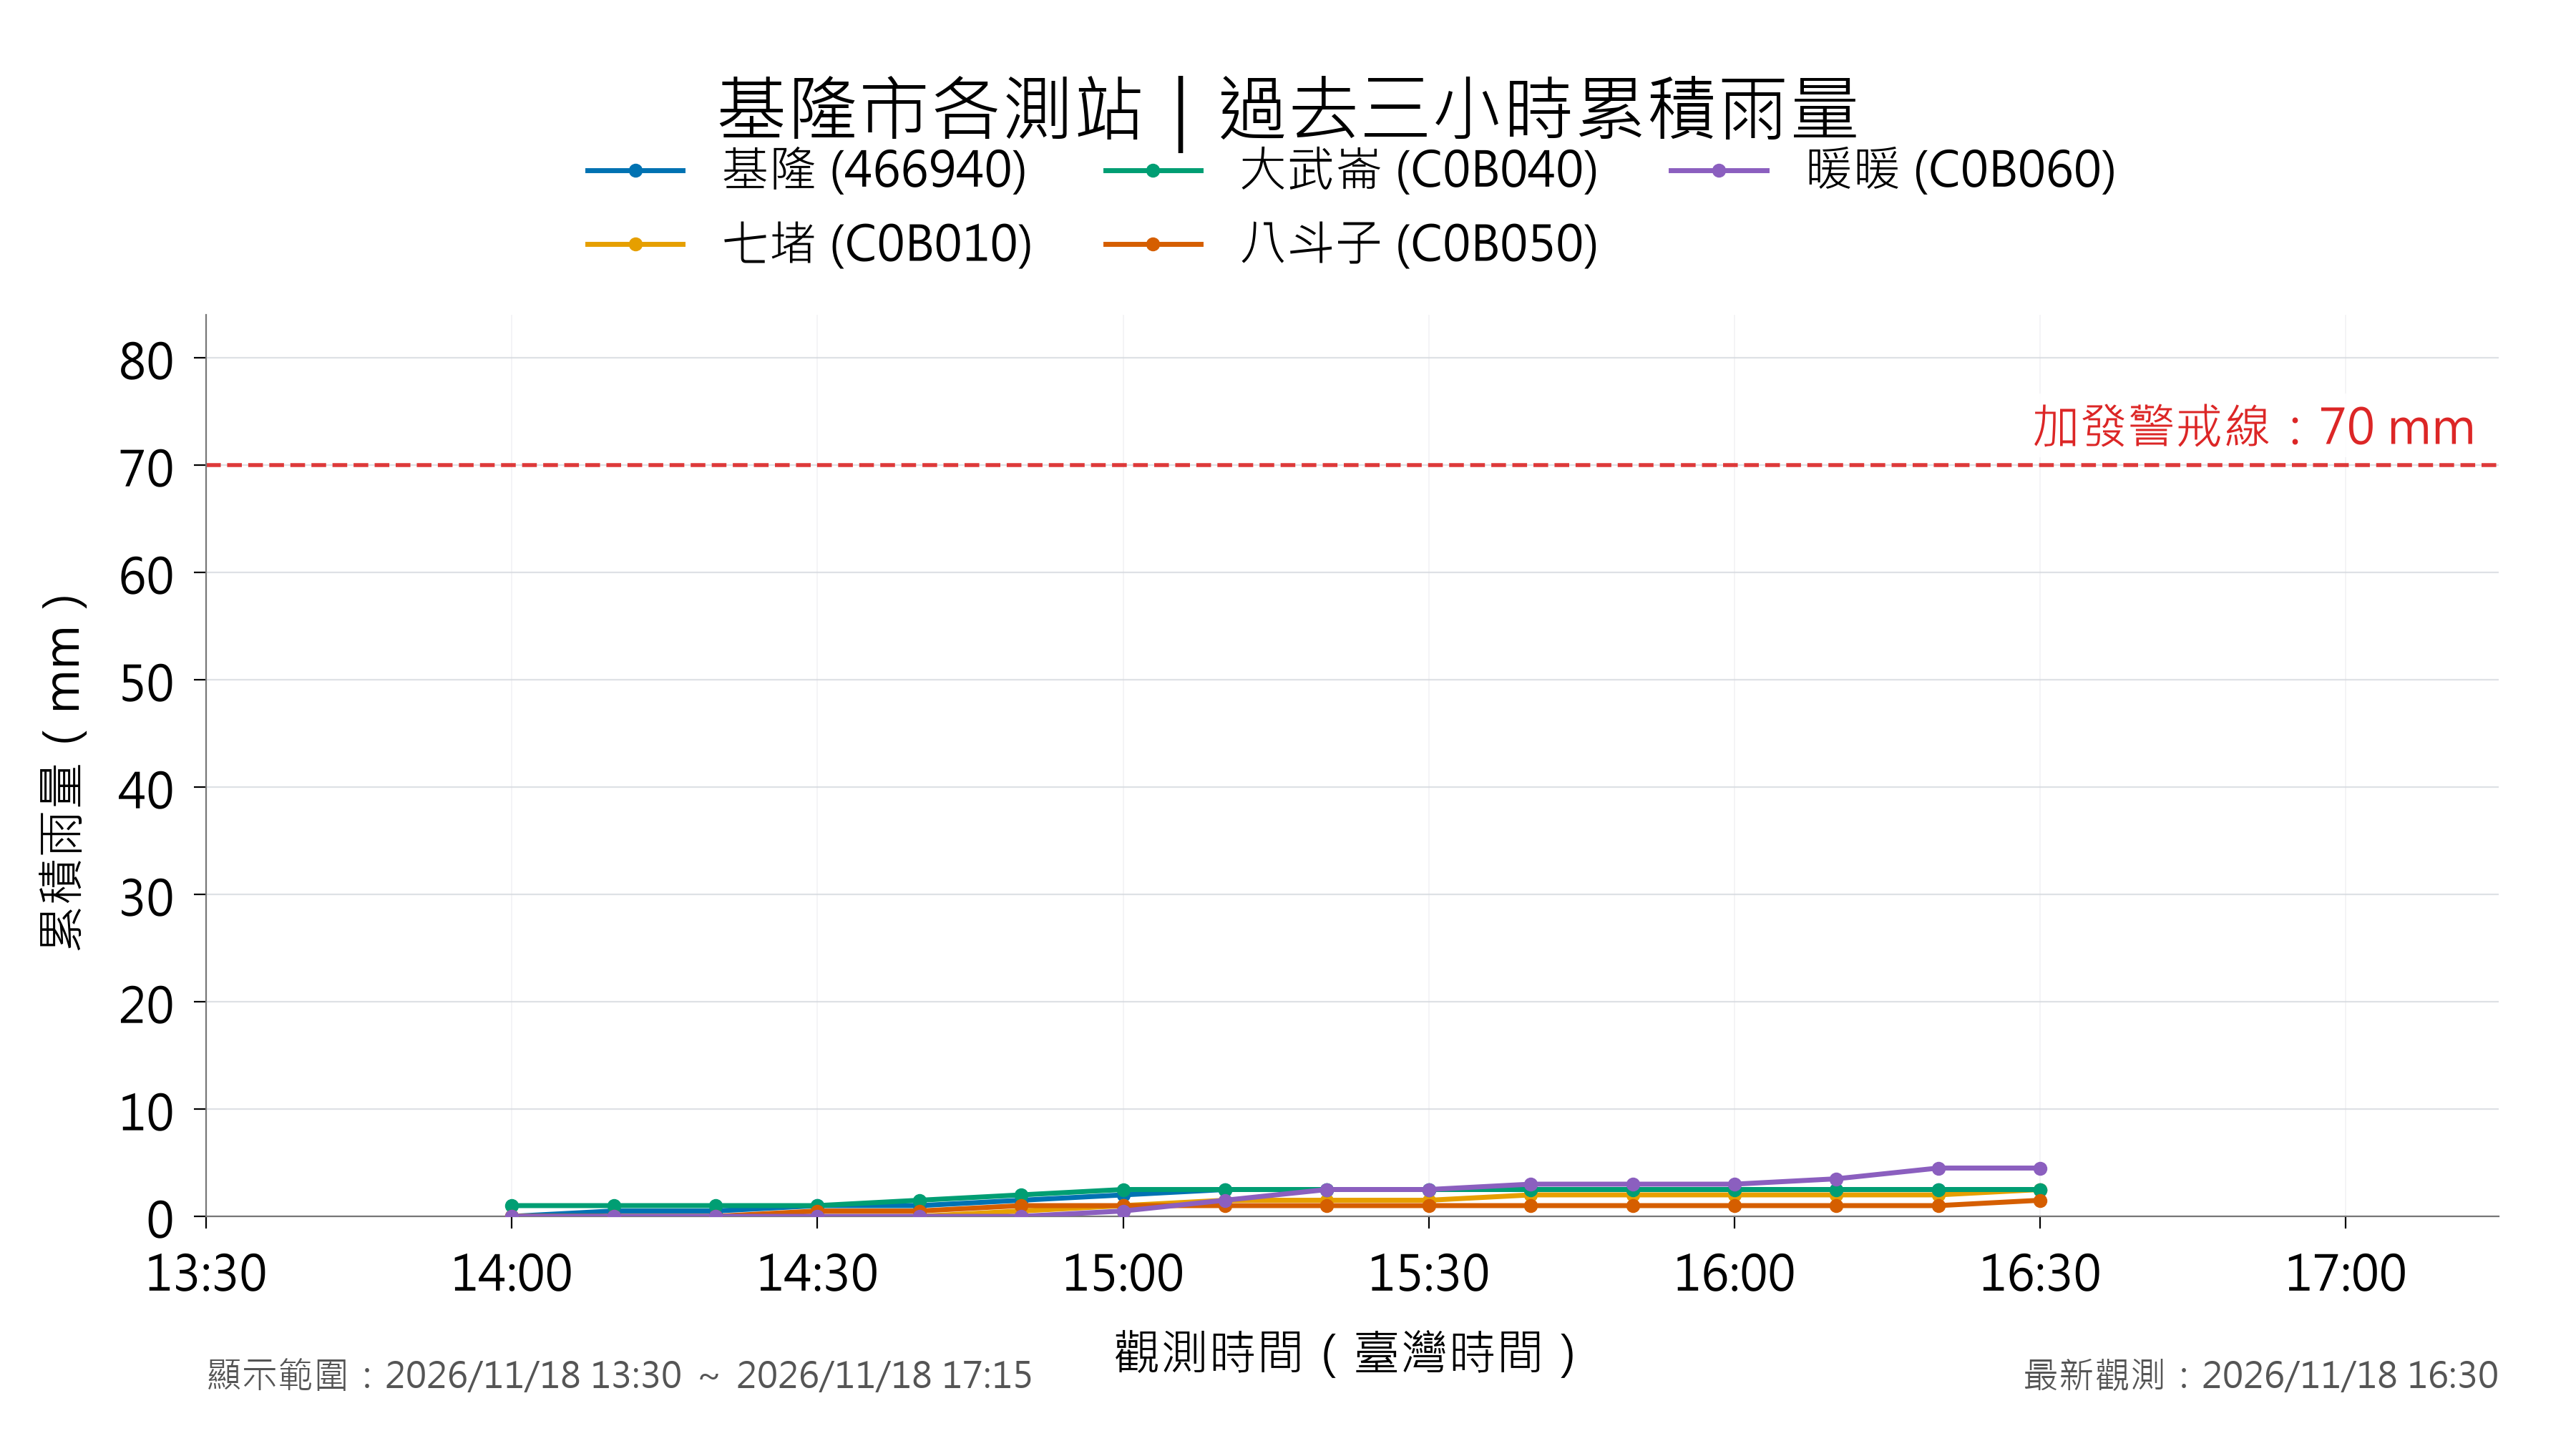 基隆市各測站｜過去三小時累積雨量
基隆 (466940)
大武崙 (C0B040)
暖暖 (C0B060)
七堵 (C0B010)
八斗子 (C0B050)
加發警戒線：70 mm
累積雨量（mm）
80
70
60
50
40
30
20
10
0
13:30
14:00
14:30
15:00
15:30
16:00
16:30
17:00
觀測時間（臺灣時間）
顯示範圍：2026/11/18 13:30 ~ 2026/11/18 17:15
最新觀測：2026/11/18 16:30